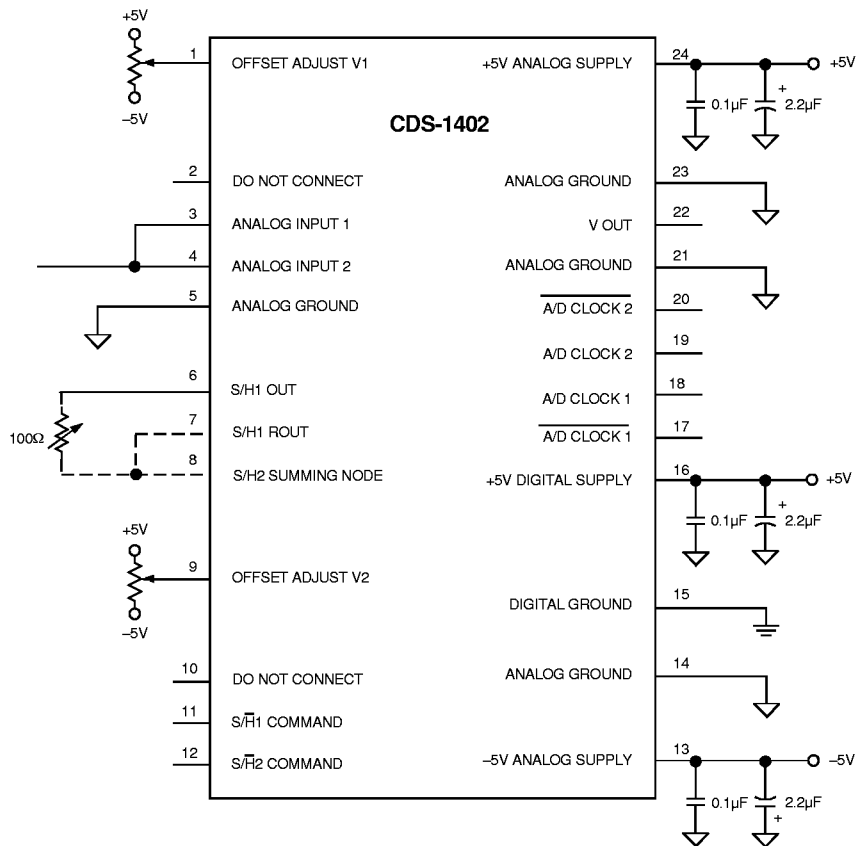 +5V
1
OFFSET ADJUST V1
–5V
CDS-1402
2
DO NOT CONNECT
3
ANALOG INPUT 1
4
ANALOG INPUT 2
5
ANALOG GROUND
6
S/H1 OUT
100Ω
7
S/H1 ROUT
8
S/H2 SUMMING NODE
+5V
9
OFFSET ADJUST V2
–5V
10
DO NOT CONNECT
11
S/H̅1 COMMAND
12
S/H̅2 COMMAND
+5V ANALOG SUPPLY
24
+5V
0.1µF
+
2.2µF
ANALOG GROUND
23
V OUT
22
ANALOG GROUND
21
A/D CLOCK 2
20
A/D CLOCK 2
19
A/D CLOCK 1
18
A/D CLOCK 1
17
+5V DIGITAL SUPPLY
16
+5V
0.1µF
+
2.2µF
DIGITAL GROUND
15
ANALOG GROUND
14
–5V ANALOG SUPPLY
13
–5V
0.1µF
2.2µF
+